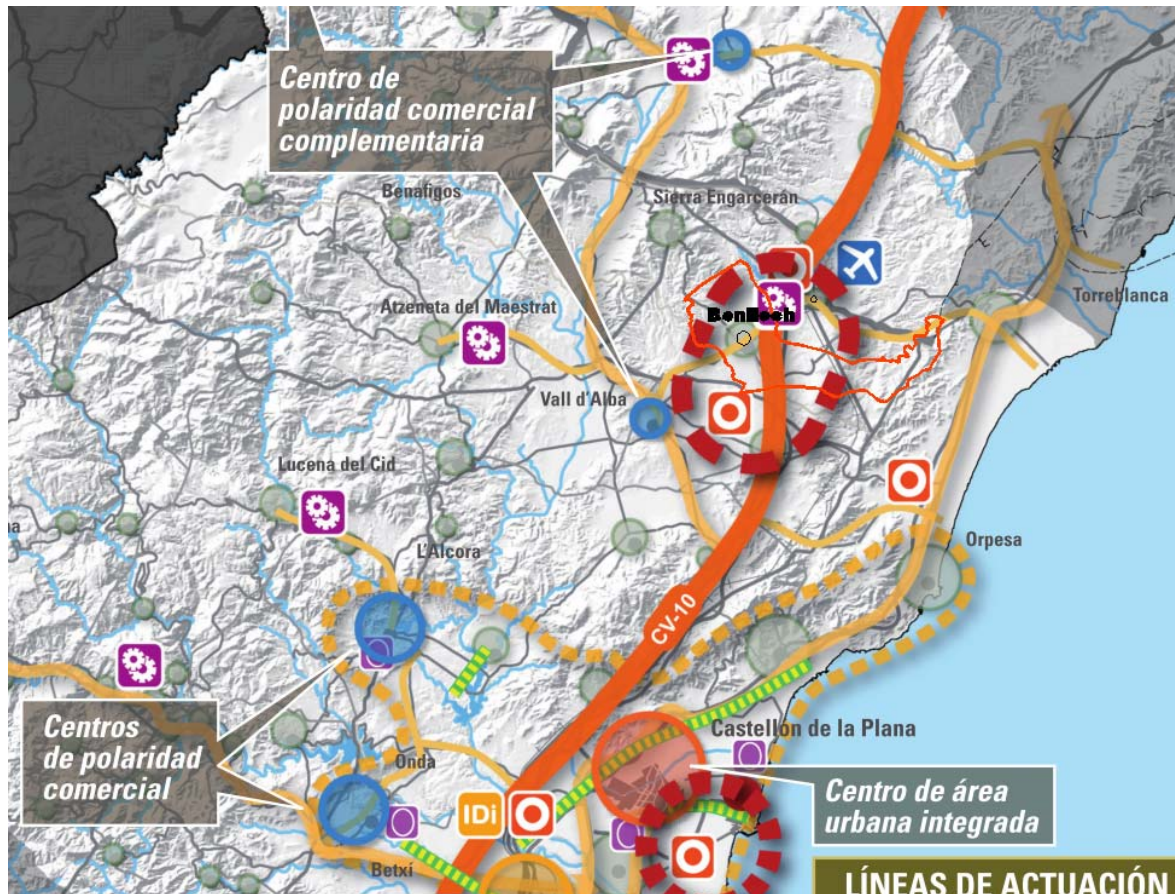 Centro de
polaridad comercial
complementaria
Benafigos
Sierra Engarcerán
Torreblanca
Atzeneta del Maestrat
BenLloch
Vall d'Alba
Lucena del Cid
L'Alcora
Orpesa
CV-10
Centros
de polaridad
comercial
Castellón de la Plana
Onda
IDi
Centro de área
urbana integrada
Betxí
LÍNEAS DE ACTUACIÓN